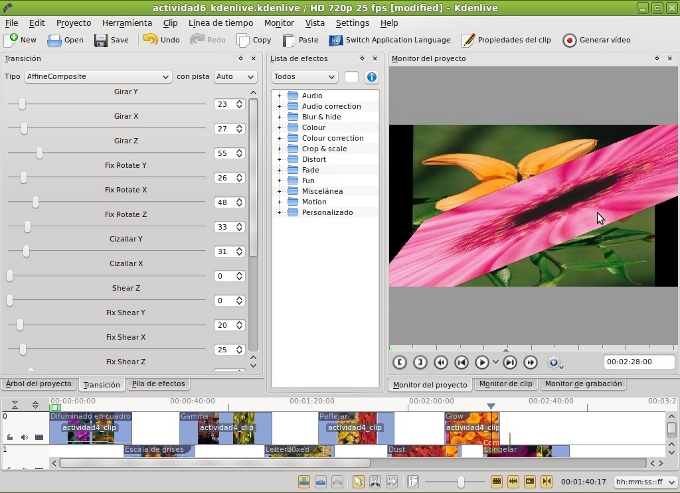 actividad6 kdenlive.kdenlive / HD 720p 25 fps [modified] - Kdenlive
File Edit Proyecto Herramienta Clip Línea de tiempo Monitor Vista Settings Help
New Open Save Undo Redo Copy Paste Switch Application Language Propiedades del clip Generar vídeo
Transición
Tipo AffineComposite con pista Auto
Girar Y
23
Girar X
27
Girar Z
55
Fix Rotate Y
26
Fix Rotate X
48
Fix Rotate Z
33
Cizallar Y
31
Cizallar X
0
Shear Z
0
Fix Shear Y
20
Fix Shear X
25
Fix Shear Z
Árbol del proyecto Transición Pila de efectos
Lista de efectos
Todos
Audio
Audio correction
Blur & hide
Colour
Colour correction
Crop & scale
Distort
Fade
Fun
Miscelánea
Motion
Personalizado
Monitor del proyecto
00:02:28:00
Monitor del proyecto Monitor de clip Monitor de grabación
00:00:00:00 00:00:40:00 00:01:20:00 00:02:00:00 00:02:40:00 00:03:2
0
Difuminado en cuadro Gamma Reflejar Glow
actividad4_clip actividad4_clip actividad4_clip actividad4_clip
Com
1
Escala de grises LetterB0xed Dust Congelar
00:01:40:17 hh:mm:ss::ff